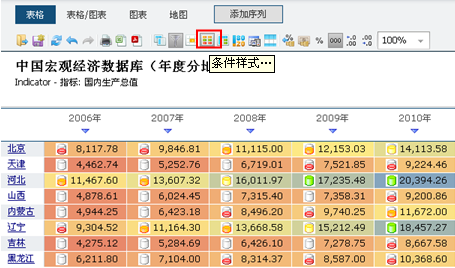 表格 表格/图表 图表 地图 添加序列
% 000 100%
条件样式…
中国宏观经济数据库（年度分地
Indicator - 指标: 国内生产总值
2006年 2007年 2008年 2009年 2010年
北京 8,117.78 9,846.81 11,115.00 12,153.03 14,113.58
天津 4,462.74 5,252.76 6,719.01 7,521.85 9,224.46
河北 11,467.60 13,607.32 16,011.97 17,235.48 20,394.26
山西 4,878.61 6,024.45 7,315.40 7,358.31 9,200.86
内蒙古 4,944.25 6,423.18 8,496.20 9,740.25 11,672.00
辽宁 9,304.52 11,164.30 13,668.58 15,212.49 18,457.27
吉林 4,275.12 5,284.69 6,426.10 7,278.75 8,667.58
黑龙江 6,211.80 7,104.00 8,314.37 8,587.00 10,368.60